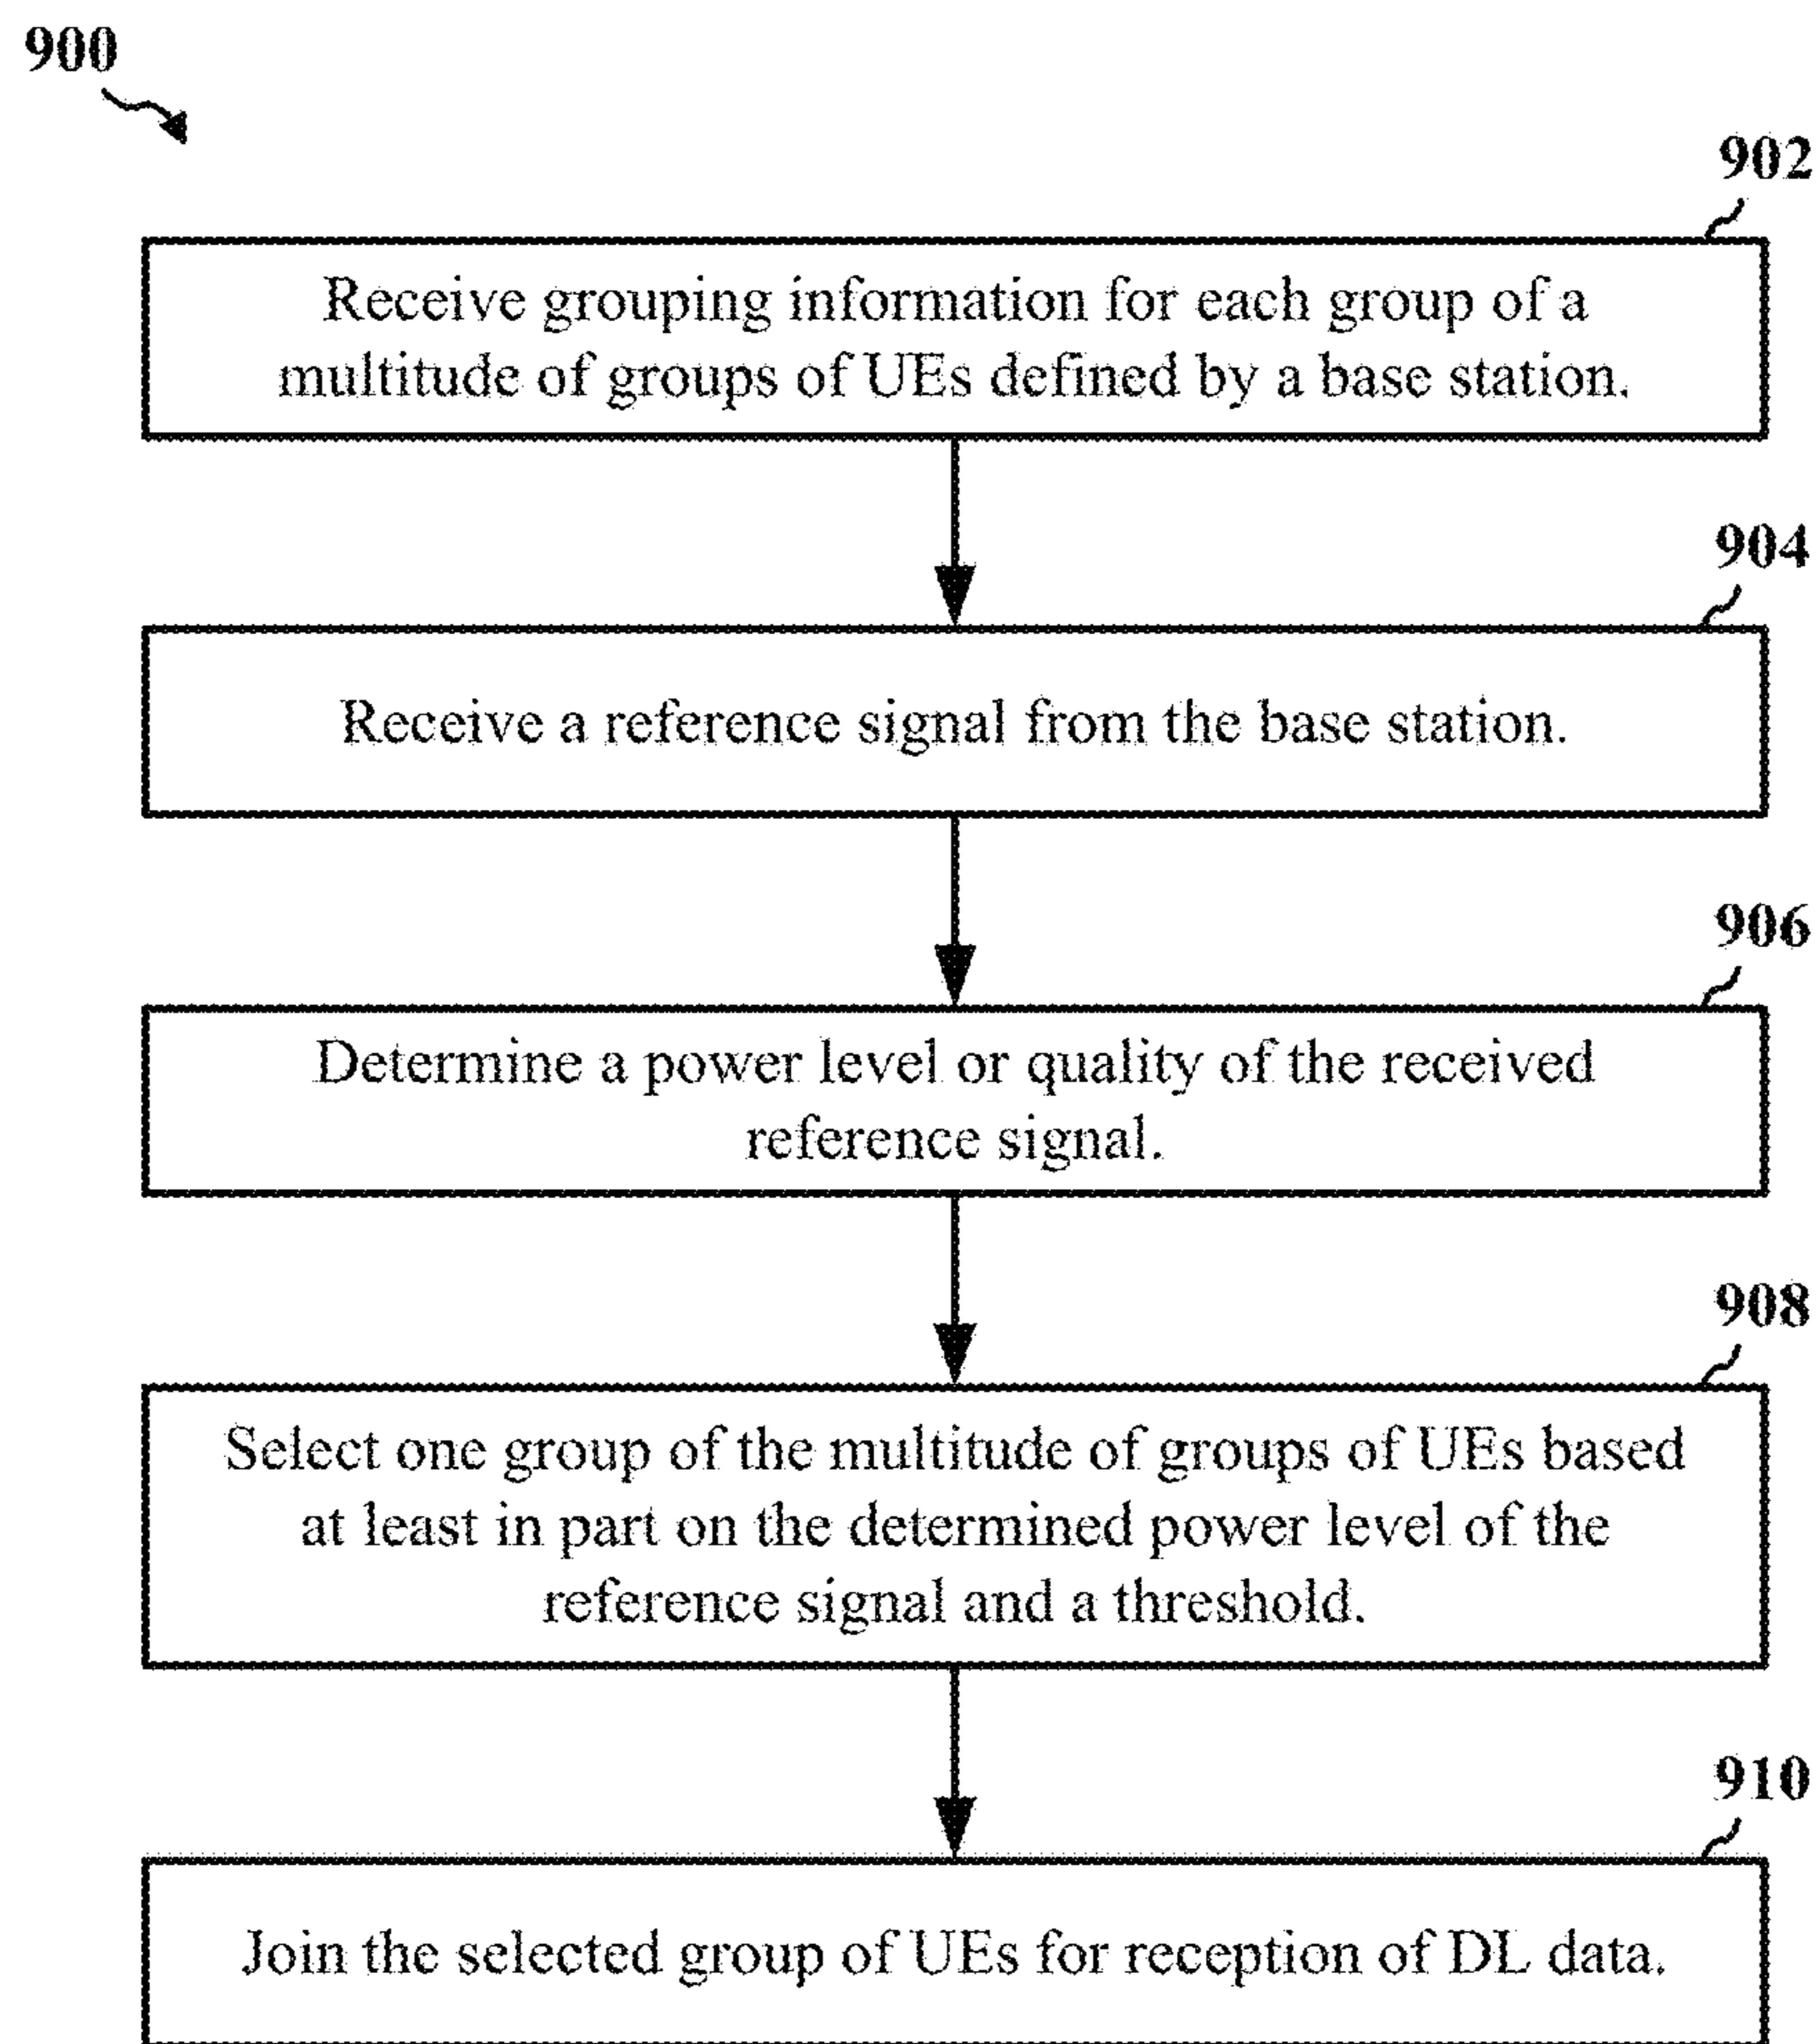 900
902
Receive grouping information for each group of a
multitude of groups of UEs defined by a base station.
904
Receive a reference signal from the base station.
906
Determine a power level or quality of the received
reference signal.
908
Select one group of the multitude of groups of UEs based
at least in part on the determined power level of the
reference signal and a threshold.
910
Join the selected group of UEs for reception of DL data.